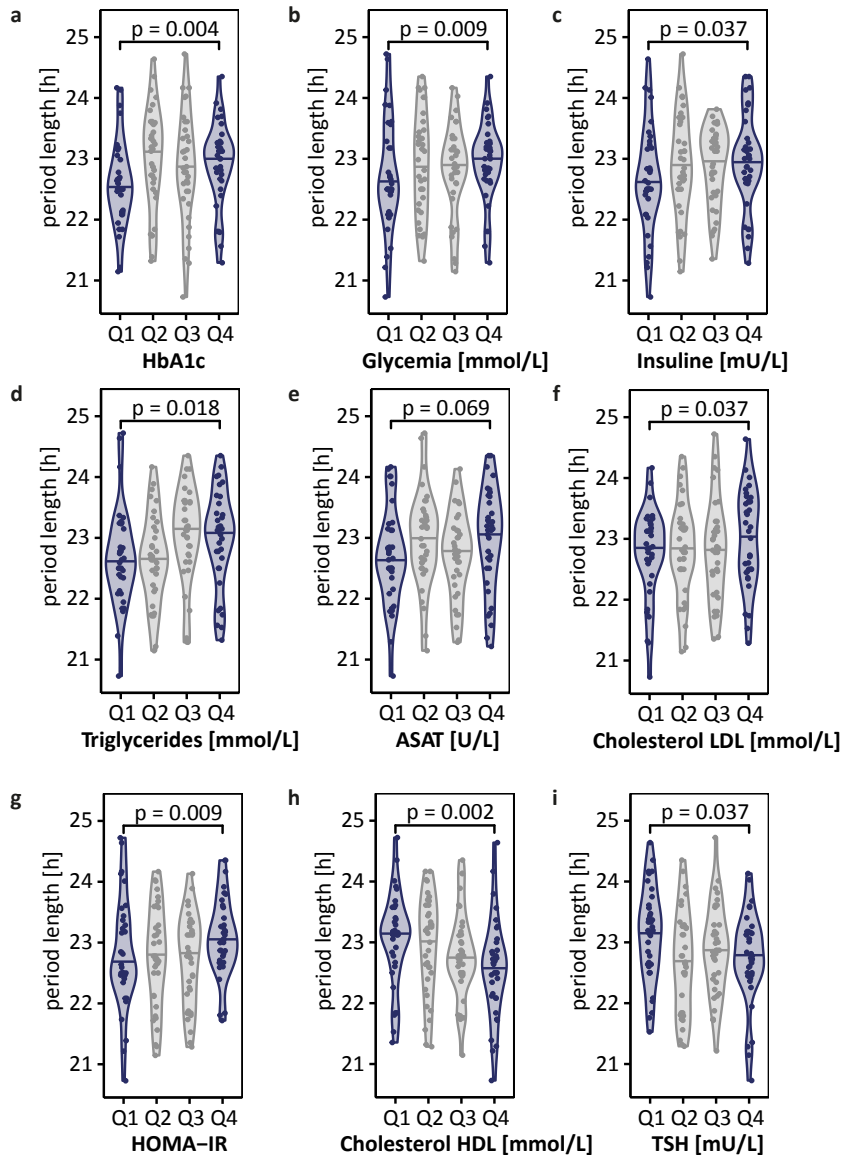 a b c
p = 0.004 p = 0.009 p = 0.037
period length [h] period length [h] period length [h]
25 25 25
24 24 24
23 23 23
22 22 22
21 21 21
Q1 Q2 Q3 Q4 Q1 Q2 Q3 Q4 Q1 Q2 Q3 Q4
HbA1c Glycemia [mmol/L] Insuline [mU/L]
d e f
p = 0.018 p = 0.069 p = 0.037
period length [h] period length [h] period length [h]
25 25 25
24 24 24
23 23 23
22 22 22
21 21 21
Q1 Q2 Q3 Q4 Q1 Q2 Q3 Q4 Q1 Q2 Q3 Q4
Triglycerides [mmol/L] ASAT [U/L] Cholesterol LDL [mmol/L]
g h i
p = 0.009 p = 0.002 p = 0.037
period length [h] period length [h] period length [h]
25 25 25
24 24 24
23 23 23
22 22 22
21 21 21
Q1 Q2 Q3 Q4 Q1 Q2 Q3 Q4 Q1 Q2 Q3 Q4
HOMA−IR Cholesterol HDL [mmol/L] TSH [mU/L]